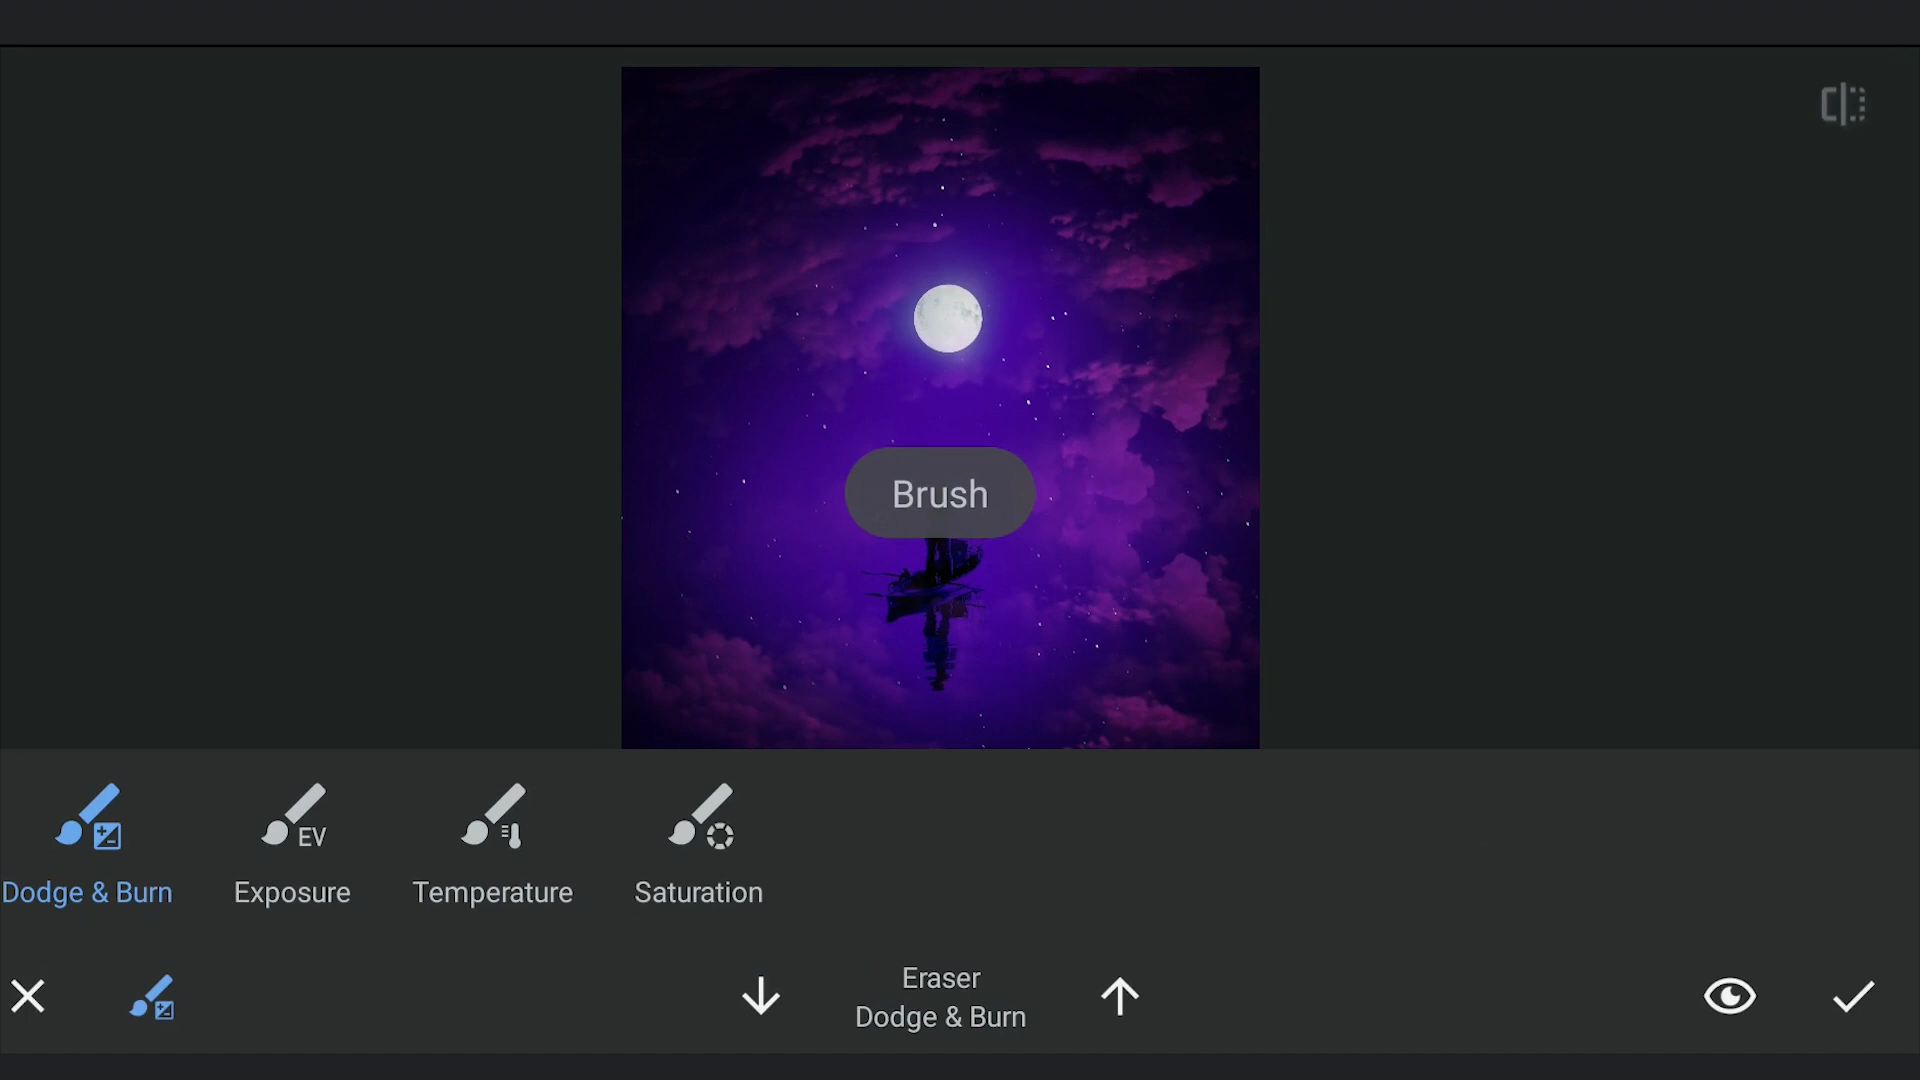 Brush
EV
Dodge & Burn
Exposure
Temperature
Saturation
Eraser
Dodge & Burn